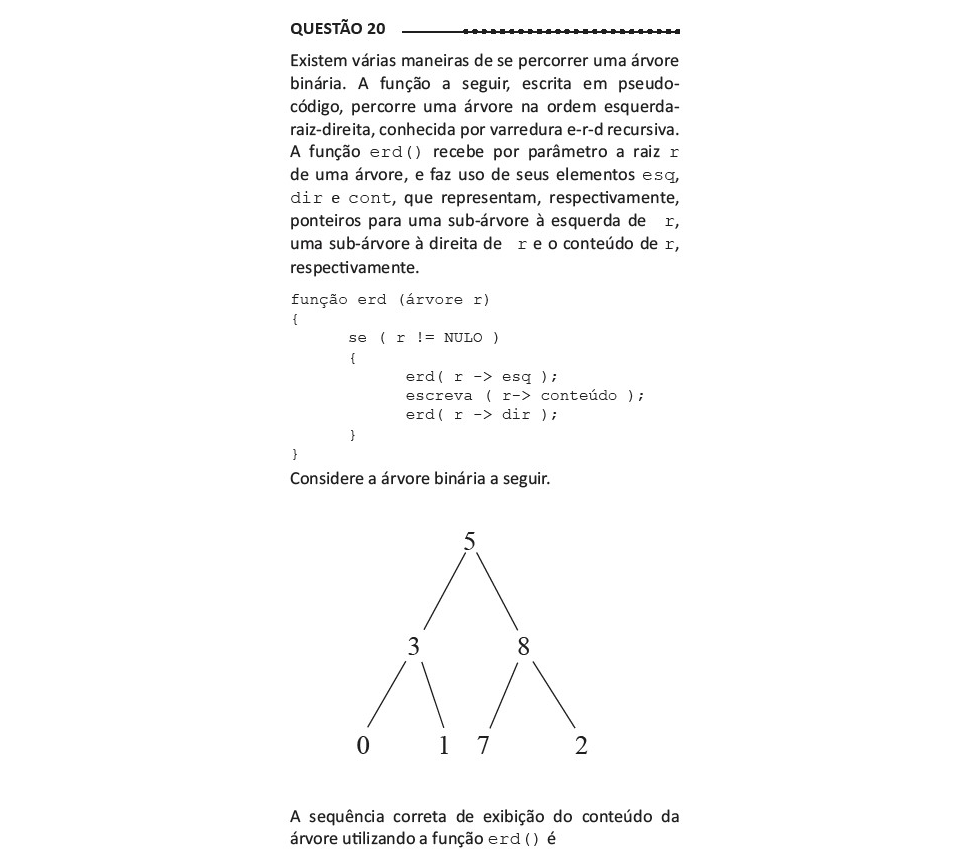 QUESTÃO 20
Existem várias maneiras de se percorrer uma árvore
binária. A função a seguir, escrita em pseudo-
código, percorre uma árvore na ordem esquerda-
raiz-direita, conhecida por varredura e-r-d recursiva.
A função erd() recebe por parâmetro a raiz r
de uma árvore, e faz uso de seus elementos esq,
dir e cont, que representam, respectivamente,
ponteiros para uma sub-árvore à esquerda de r,
uma sub-árvore à direita de r e o conteúdo de r,
respectivamente.
função erd (árvore r)
{
se ( r != NULO )
{
erd( r -> esq );
escreva ( r-> conteúdo );
erd( r -> dir );
}
}
Considere a árvore binária a seguir.
5
3 8
0 1 7 2
A sequência correta de exibição do conteúdo da
árvore utilizando a função erd() é